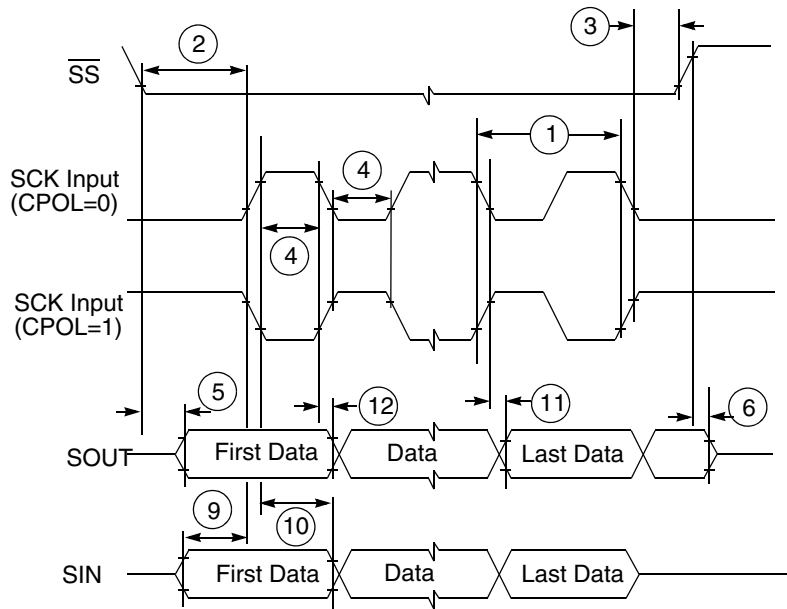 2
3
SS
1
SCK Input
(CPOL=0)
4
4
SCK Input
(CPOL=1)
5
12
11
6
SOUT
First Data
Data
Last Data
9
10
SIN
First Data
Data
Last Data